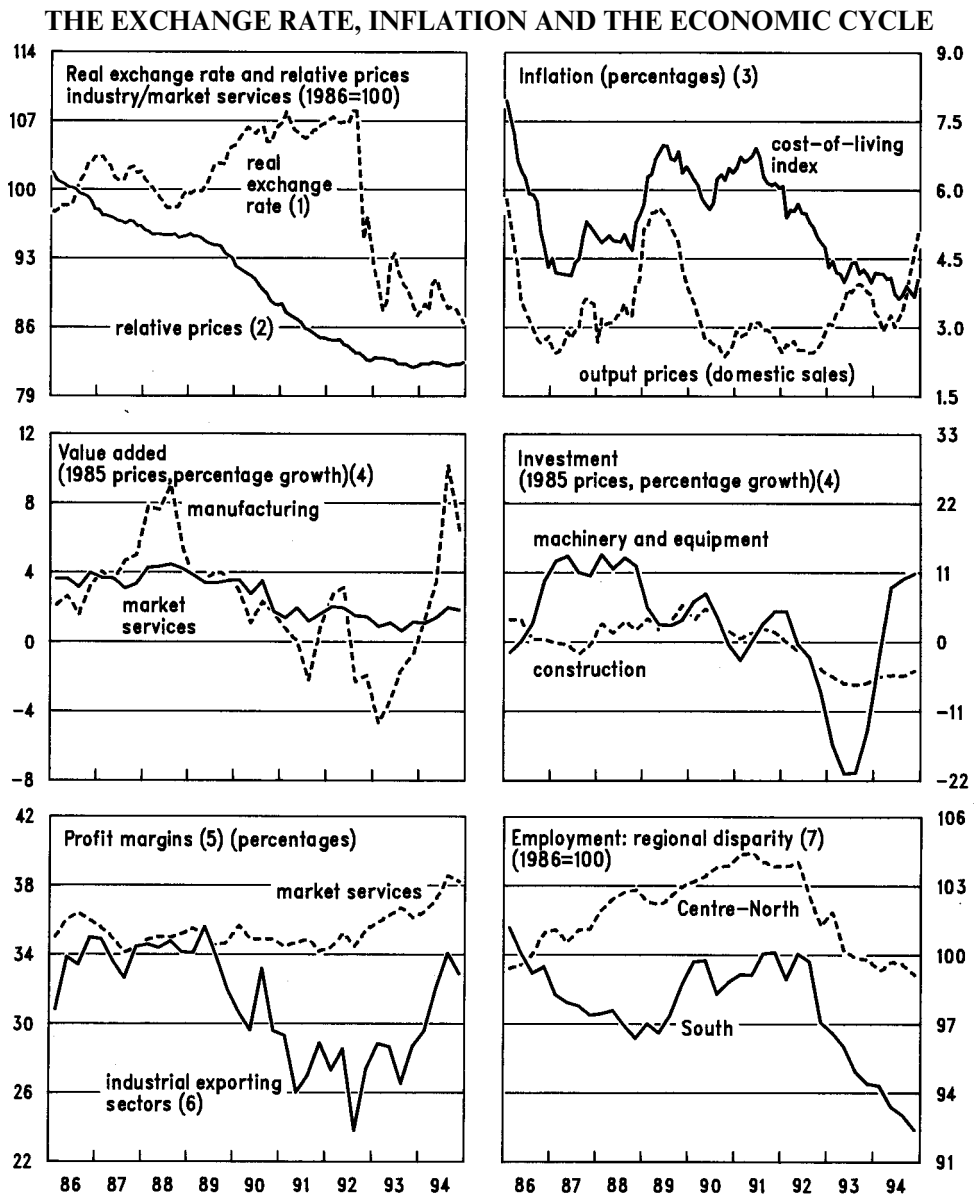 THE EXCHANGE RATE, INFLATION AND THE ECONOMIC CYCLE
Real exchange rate and relative prices
industry/market services (1986=100)
114
107
100
93
86
79
real
exchange
rate (1)
relative prices (2)
Inflation (percentages) (3)
9.0
7.5
6.0
4.5
3.0
1.5
cost-of-living
index
output prices (domestic sales)
Value added
(1985 prices,percentage growth)(4)
12
8
4
0
-4
-8
manufacturing
market
services
Investment
(1985 prices, percentage growth)(4)
33
22
11
0
-11
-22
machinery and equipment
construction
Profit margins (5) (percentages)
42
38
34
30
26
22
market services
industrial exporting
sectors (6)
86 87 88 89 90 91 92 93 94
Employment: regional disparity (7)
(1986=100)
106
103
100
97
94
91
Centre-North
South
86 87 88 89 90 91 92 93 94